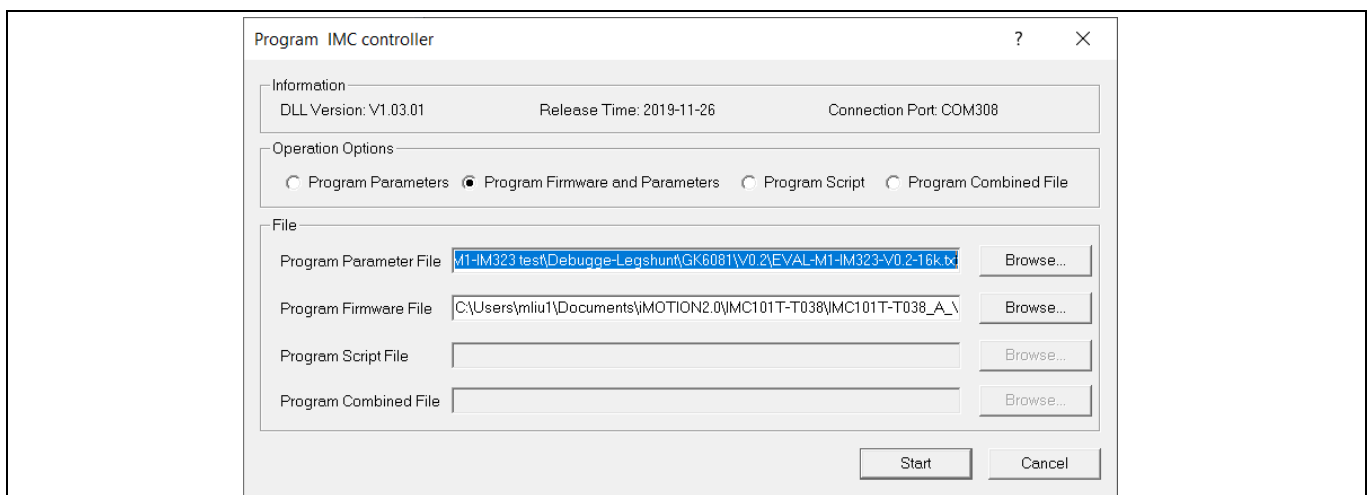 Program IMC controller ? ×
Information
DLL Version: V1.03.01 Release Time: 2019-11-26 Connection Port: COM308
Operation Options
Program Parameters Program Firmware and Parameters Program Script Program Combined File
File
Program Parameter File M1-IM323 test\Debugge-Legshunt\GK6081\V0.2\EVAL-M1-IM323-V0.2-16k.txt Browse...
Program Firmware File C:\Users\mliu1\Documents\iMOTION2.0\IMC101T-T038\IMC101T-T038_A_\ Browse...
Program Script File Browse...
Program Combined File Browse...
Start Cancel